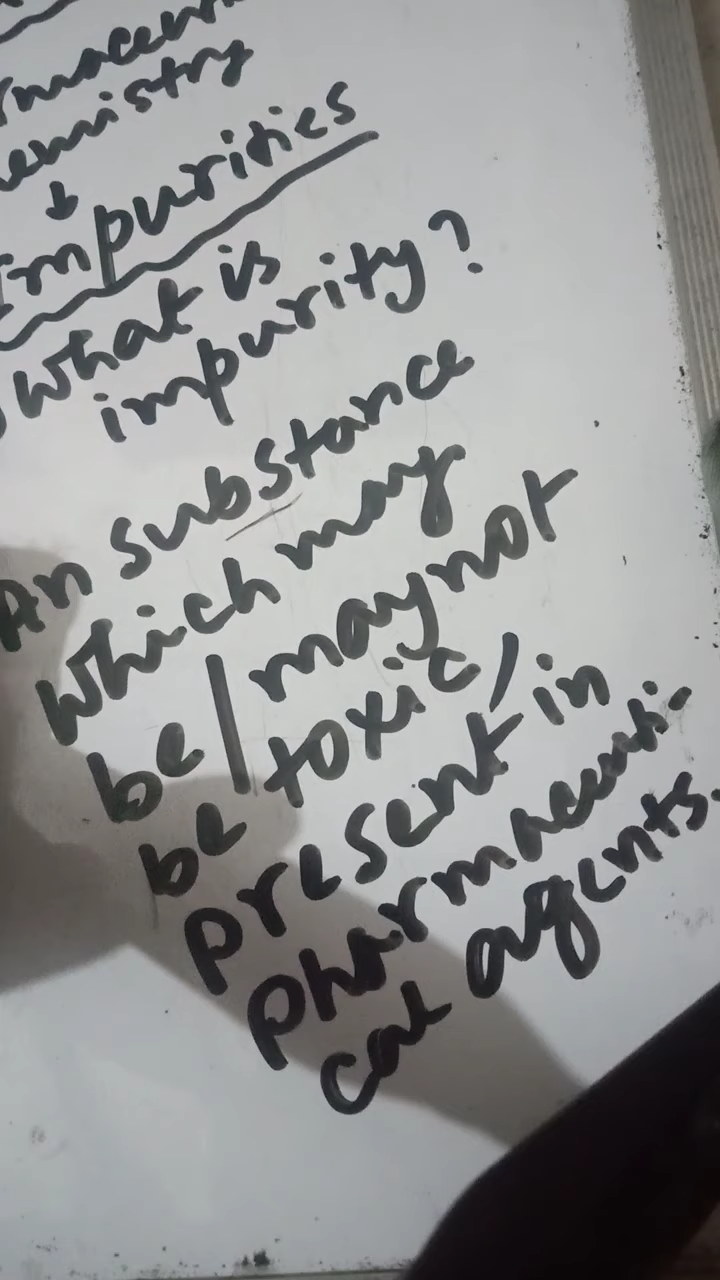 rmaceu
emistry
↓
Impurities
What is
impurity?
An substance
which may
be/may not
be toxic,
present in
pharmaceuti-
cal agents.